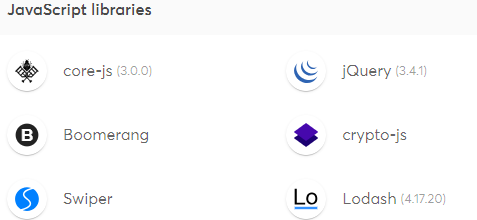 JavaScript libraries
core-js (3.0.0)
jQuery (3.4.1)
B Boomerang
crypto-js
Swiper
Lo Lodash (4.17.20)